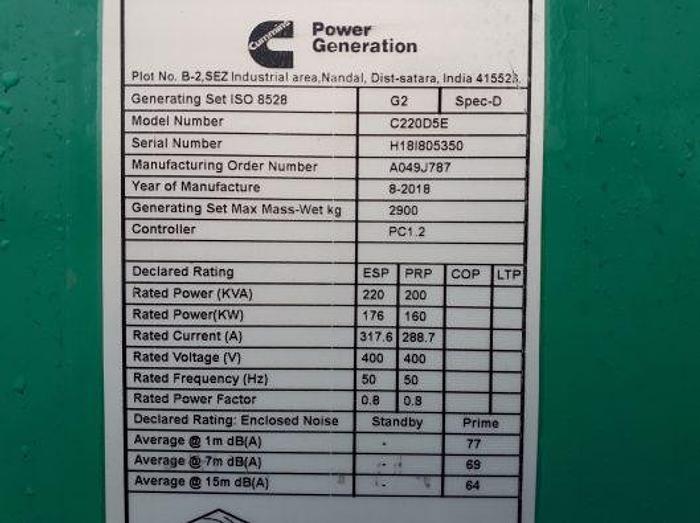 Cummins
Power
Generation
Plot No. B-2,SEZ Industrial area,Nandal, Dist-satara, India 415523.
Generating Set ISO 8528 G2 Spec-D
Model Number C220D5E
Serial Number H18I805350
Manufacturing Order Number A049J787
Year of Manufacture 8-2018
Generating Set Max Mass-Wet kg 2900
Controller PC1.2
Declared Rating ESP PRP COP LTP
Rated Power (KVA) 220 200
Rated Power(KW) 176 160
Rated Current (A) 317.6 288.7
Rated Voltage (V) 400 400
Rated Frequency (Hz) 50 50
Rated Power Factor 0.8 0.8
Declared Rating: Enclosed Noise Standby Prime
Average @ 1m dB(A) - 77
Average @ 7m dB(A) - 69
Average @ 15m dB(A) - 64